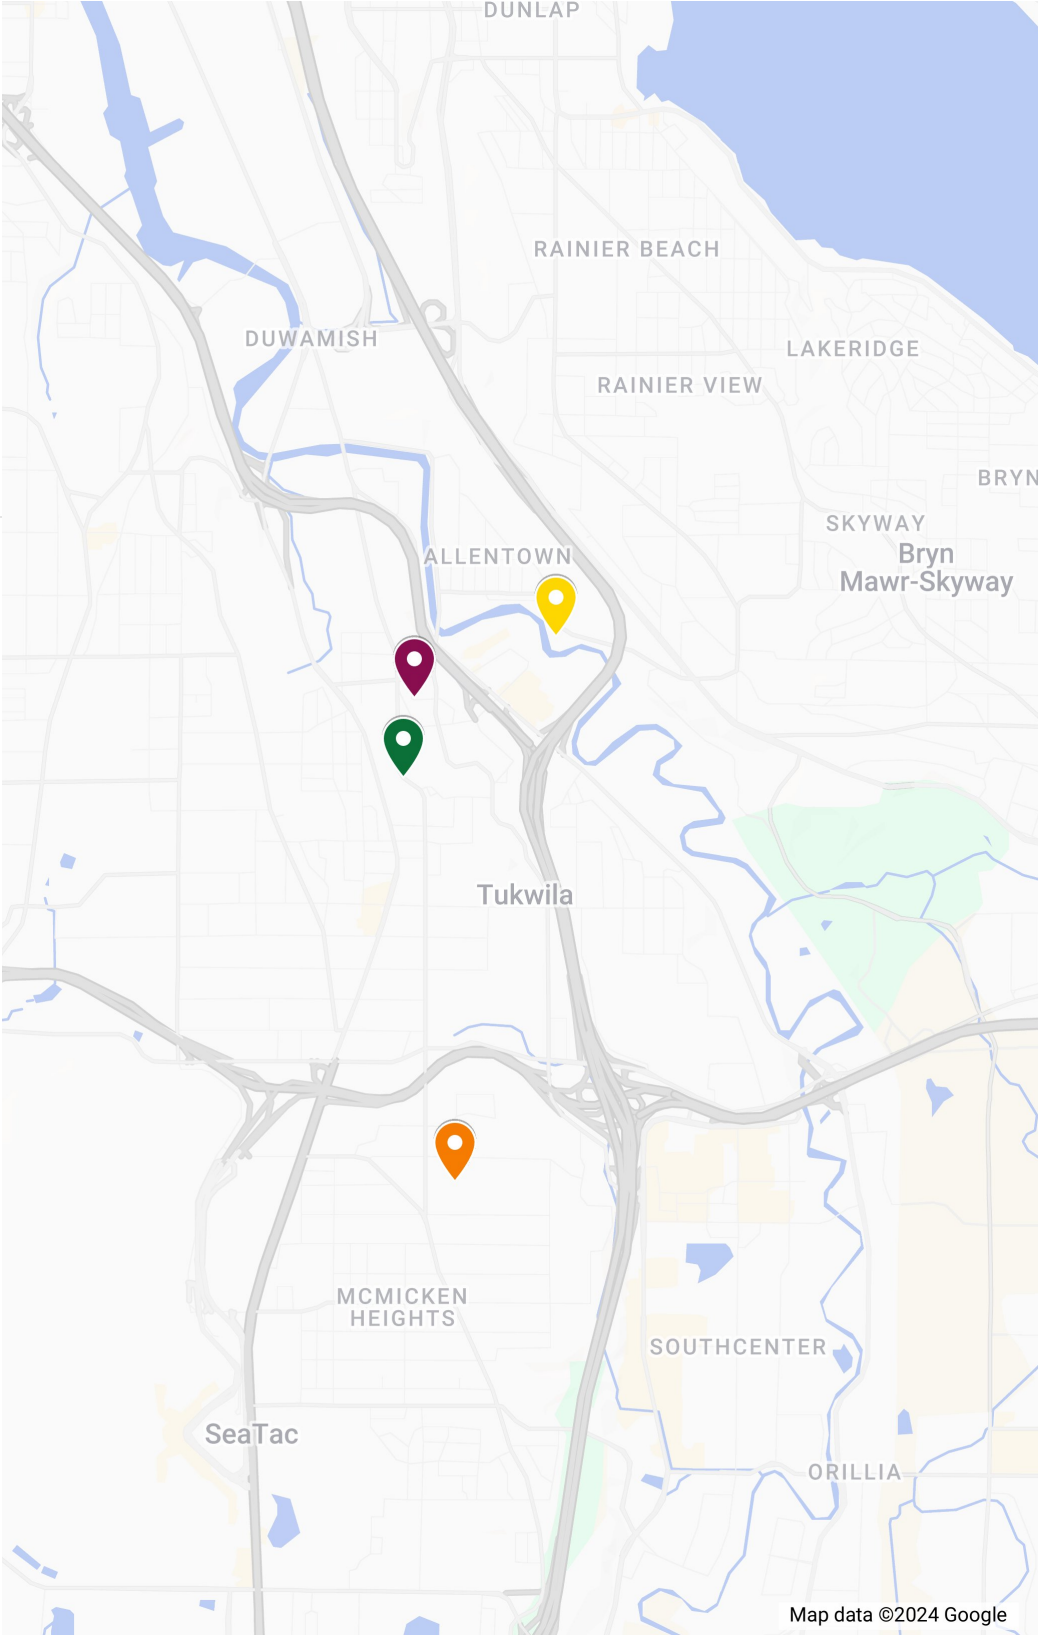 DUNLAP
RAINIER BEACH
DUWAMISH
LAKERIDGE
RAINIER VIEW
BRYN
SKYWAY
ALLENTOWN
Bryn
Mawr-Skyway
Tukwila
MCMICKEN
HEIGHTS
SOUTHCENTER
SeaTac
ORILLIA
Map data ©2024 Google